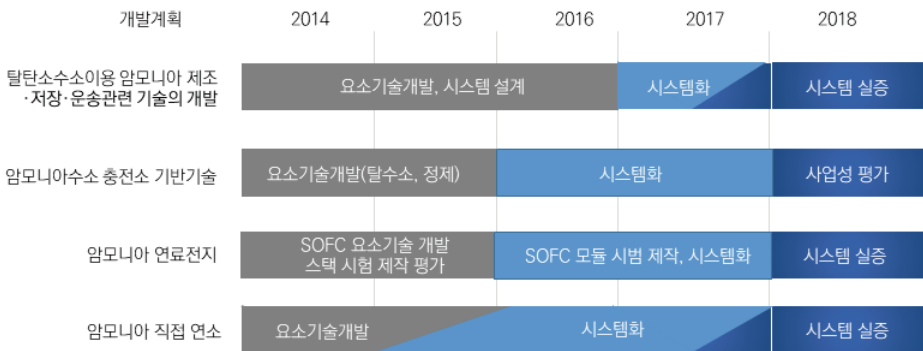 개발계획 2014 2015 2016 2017 2018
탈탄소수소이용 암모니아 제조
·저장·운송관련 기술의 개발
요소기술개발, 시스템 설계
시스템화
시스템 실증
암모니아수소 충전소 기반기술
요소기술개발(탈수소, 정제)
시스템화
사업성 평가
암모니아 연료전지
SOFC 요소기술 개발
스택 시험 제작 평가
SOFC 모듈 시범 제작, 시스템화
시스템 실증
암모니아 직접 연소
요소기술개발
시스템화
시스템 실증